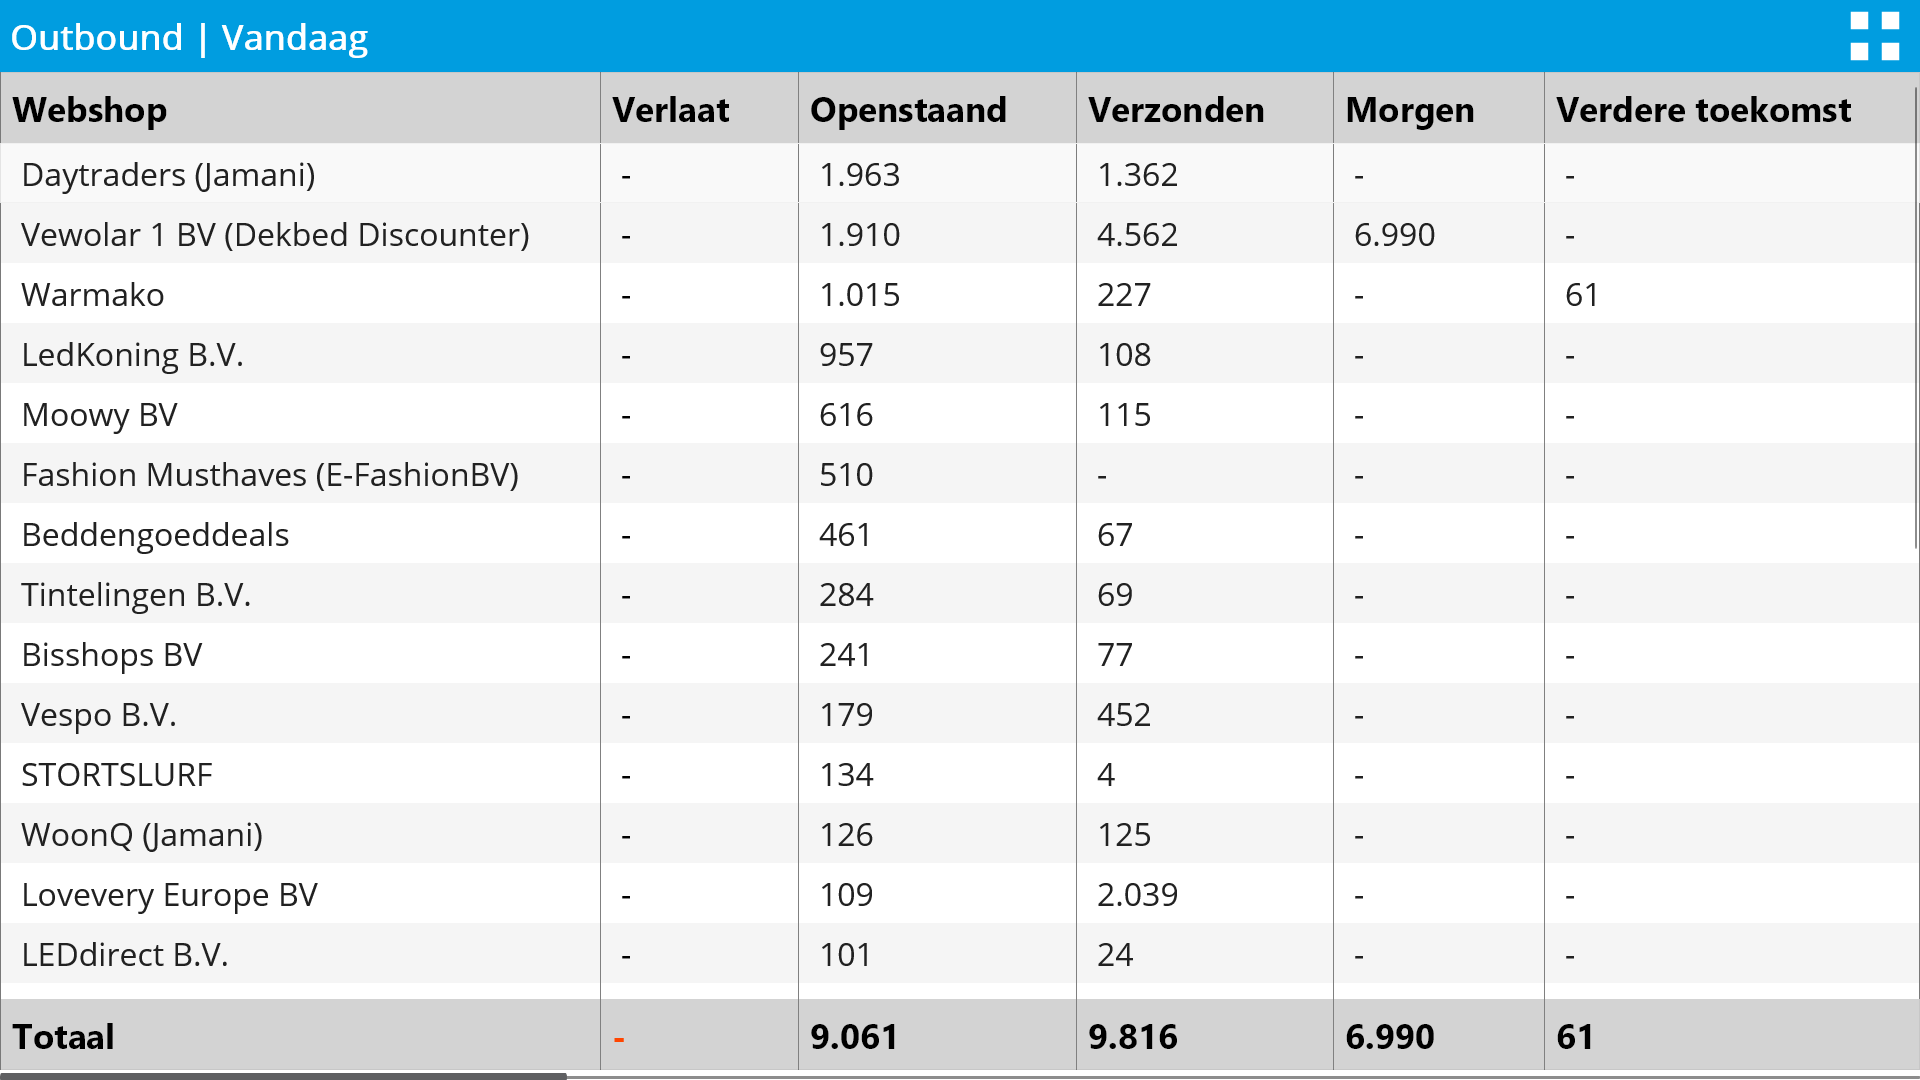 Outbound | Vandaag
Webshop Verlaat Openstaand Verzonden Morgen Verdere toekomst
Daytraders (Jamani) - 1.963 1.362 - -
Vewolar 1 BV (Dekbed Discounter) - 1.910 4.562 6.990 -
Warmako - 1.015 227 - 61
LedKoning B.V. - 957 108 - -
Moowy BV - 616 115 - -
Fashion Musthaves (E-FashionBV) - 510 - - -
Beddengoeddeals - 461 67 - -
Tintelingen B.V. - 284 69 - -
Bisshops BV - 241 77 - -
Vespo B.V. - 179 452 - -
STORTSLURF - 134 4 - -
WoonQ (Jamani) - 126 125 - -
Lovevery Europe BV - 109 2.039 - -
LEDdirect B.V. - 101 24 - -
Totaal - 9.061 9.816 6.990 61